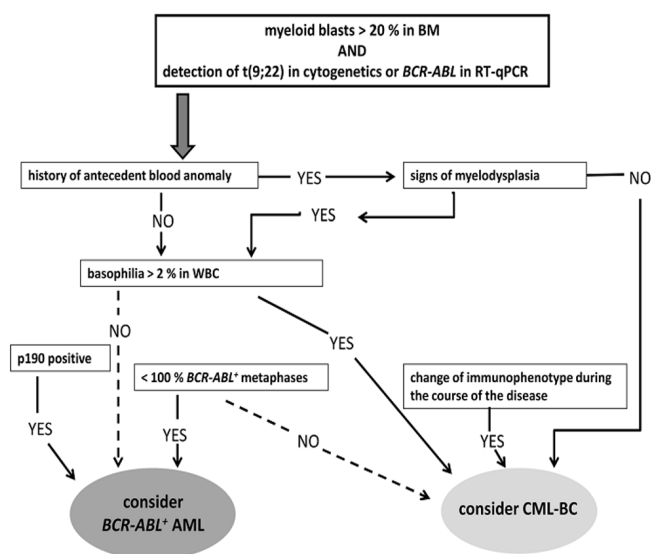 myeloid blasts > 20 % in BM
AND
detection of t(9;22) in cytogenetics or BCR-ABL in RT-qPCR
history of antecedent blood anomaly
YES
signs of myelodysplasia
NO
NO
YES
basophilia > 2 % in WBC
NO
YES
p190 positive
< 100 % BCR-ABL⁺ metaphases
change of immunophenotype during
the course of the disease
YES
YES
NO
YES
consider
BCR-ABL⁺ AML
consider CML-BC